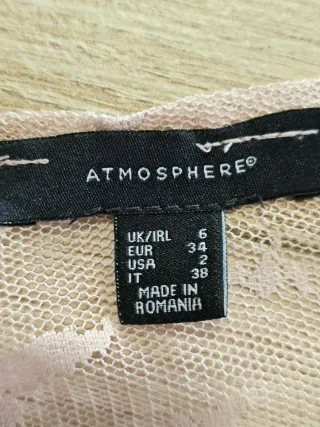 ATMOSPHERE®
UK/IRL 6
EUR 34
USA 2
IT 38
MADE IN
ROMANIA